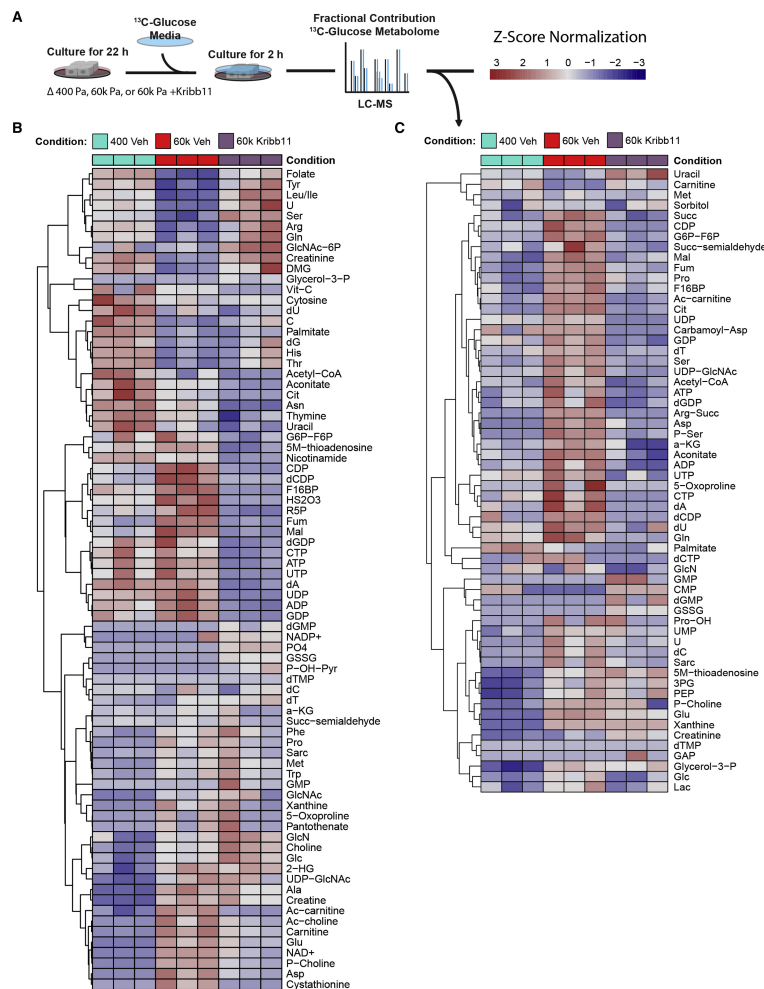 A
Culture for 22 h
¹³C-Glucose
Media
Culture for 2 h
Δ 400 Pa, 60k Pa, or 60k Pa +Kribb11
Fractional Contribution
¹³C-Glucose Metabolome
LC-MS
Z-Score Normalization
3 2 1 0 −1 −2 −3
B
Condition: 400 Veh 60k Veh 60k Kribb11
Condition
Folate
Tyr
Leu/Ile
U
Ser
Arg
Gln
GlcNAc−6P
Creatinine
DMG
Glycerol−3−P
Vit−C
Cytosine
dU
C
Palmitate
dG
His
Thr
Acetyl−CoA
Aconitate
Cit
Asn
Thymine
Uracil
G6P−F6P
5M−thioadenosine
Nicotinamide
CDP
dCDP
F16BP
HS2O3
R5P
Fum
Mal
dGDP
CTP
ATP
UTP
dA
UDP
ADP
GDP
dGMP
NADP+
PO4
GSSG
P−OH−Pyr
dTMP
dC
dT
a−KG
Succ−semialdehyde
Phe
Pro
Sarc
Met
Trp
GMP
GlcNAc
Xanthine
5−Oxoproline
Pantothenate
GlcN
Choline
Glc
2−HG
UDP−GlcNAc
Ala
Creatine
Ac−carnitine
Ac−choline
Carnitine
Glu
NAD+
P−Choline
Asp
Cystathionine
C
Condition: 400 Veh 60k Veh 60k Kribb11
Condition
Uracil
Carnitine
Met
Sorbitol
Succ
CDP
G6P−F6P
Succ−semialdehyde
Mal
Fum
Pro
F16BP
Ac−carnitine
Cit
UDP
Carbamoyl−Asp
GDP
dT
Ser
UDP−GlcNAc
Acetyl−CoA
ATP
dGDP
Arg−Succ
Asp
P−Ser
a−KG
Aconitate
ADP
UTP
5−Oxoproline
CTP
dA
dCDP
dU
Gln
Palmitate
dCTP
GlcN
GMP
CMP
dGMP
GSSG
Pro−OH
UMP
U
dC
Sarc
5M−thioadenosine
3PG
PEP
P−Choline
Glu
Xanthine
Creatinine
dTMP
GAP
Glycerol−3−P
Glc
Lac